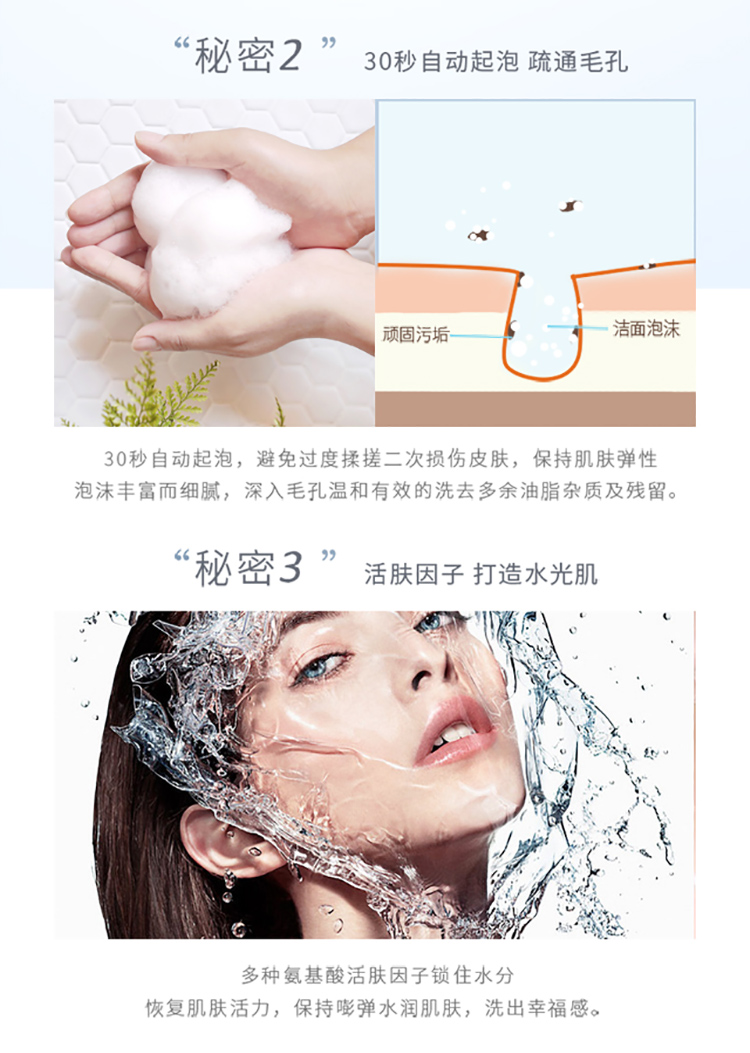 “秘密2 ” 30秒自动起泡 疏通毛孔
顽固污垢
洁面泡沫
30秒自动起泡，避免过度揉搓二次损伤皮肤，保持肌肤弹性
泡沫丰富而细腻，深入毛孔温和有效的洗去多余油脂杂质及残留。
“秘密3 ” 活肤因子 打造水光肌
多种氨基酸活肤因子锁住水分
恢复肌肤活力，保持嘭弹水润肌肤，洗出幸福感。